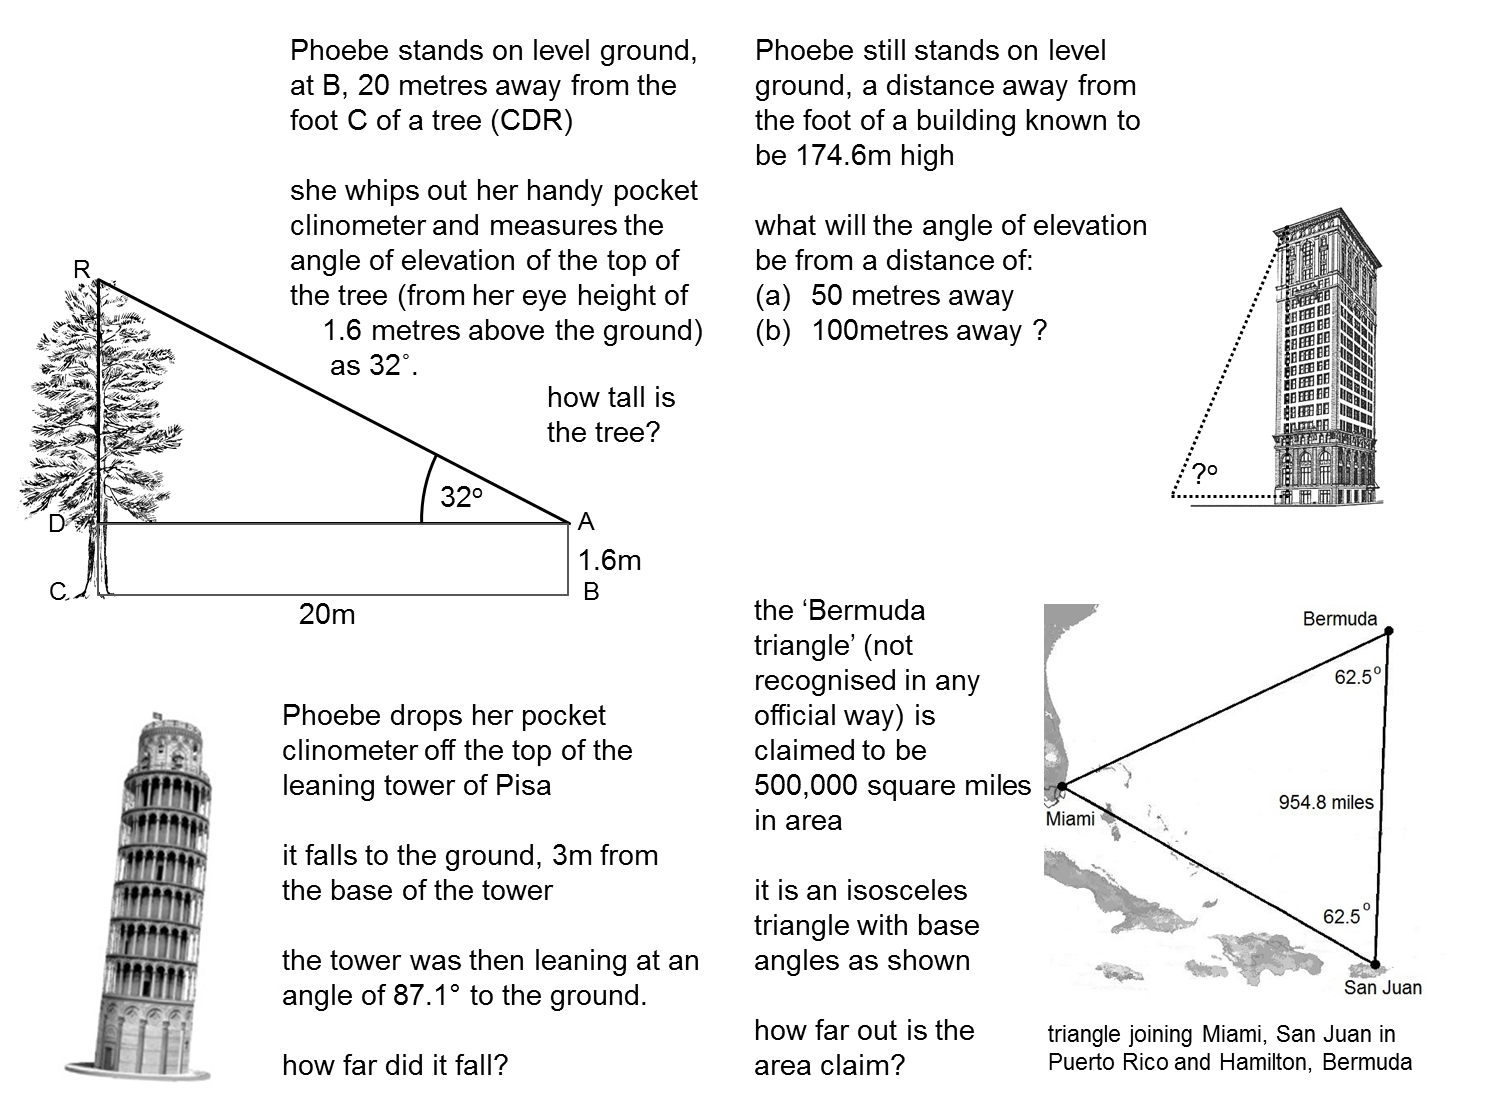 Phoebe stands on level ground,
at B, 20 metres away from the
foot C of a tree (CDR)
she whips out her handy pocket
clinometer and measures the
angle of elevation of the top of
the tree (from her eye height of
1.6 metres above the ground)
as 32°.
how tall is
the tree?
R
32°
D
A
1.6m
C
B
20m
Phoebe still stands on level
ground, a distance away from
the foot of a building known to
be 174.6m high
what will the angle of elevation
be from a distance of:
(a) 50 metres away
(b) 100metres away ?
?°
Phoebe drops her pocket
clinometer off the top of the
leaning tower of Pisa
it falls to the ground, 3m from
the base of the tower
the tower was then leaning at an
angle of 87.1° to the ground.
how far did it fall?
the ‘Bermuda
triangle’ (not
recognised in any
official way) is
claimed to be
500,000 square miles
in area
it is an isosceles
triangle with base
angles as shown
how far out is the
area claim?
Bermuda
62.5°
954.8 miles
Miami
62.5°
San Juan
triangle joining Miami, San Juan in
Puerto Rico and Hamilton, Bermuda